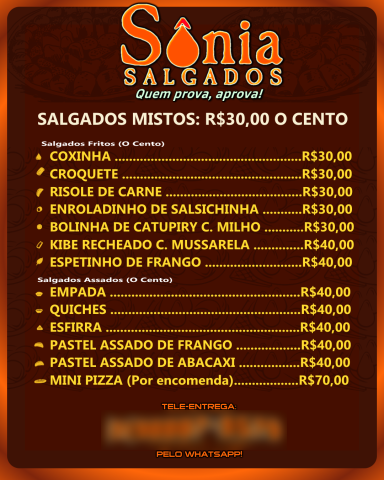 Sônia
SALGADOS
Quem prova, aprova!
SALGADOS MISTOS: R$30,00 O CENTO
Salgados Fritos (O Cento)
COXINHA ..............................................R$30,00
CROQUETE ...........................................R$30,00
RISOLE DE CARNE ................................R$30,00
ENROLADINHO DE SALSICHINHA ..........R$30,00
BOLINHA DE CATUPIRY C. MILHO ..........R$30,00
KIBE RECHEADO C. MUSSARELA ...........R$40,00
ESPETINHO DE FRANGO .......................R$40,00
Salgados Assados (O Cento)
EMPADA ...............................................R$40,00
QUICHES ..............................................R$40,00
ESFIRRA ...............................................R$40,00
PASTEL ASSADO DE FRANGO ................R$40,00
PASTEL ASSADO DE ABACAXI ...............R$40,00
MINI PIZZA (Por encomenda)................R$70,00
TELE-ENTREGA:
PELO WHATSAPP!